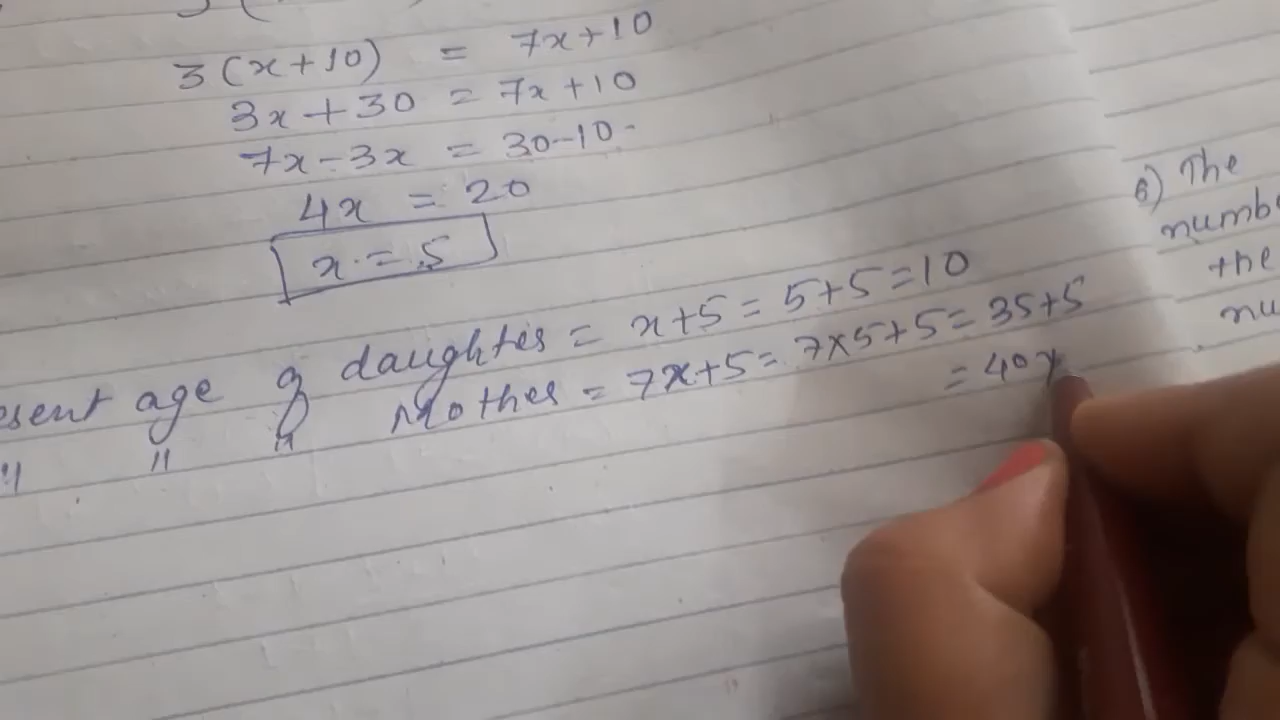 3(x+10) = 7x+10
3x+30 = 7x+10
7x-3x = 30-10
4x = 20
x = 5
esent age of daughter = x+5 = 5+5=10
" " " Mother = 7x+5 = 7x5+5= 35+5
= 40y
6) The
numbe
the
nu